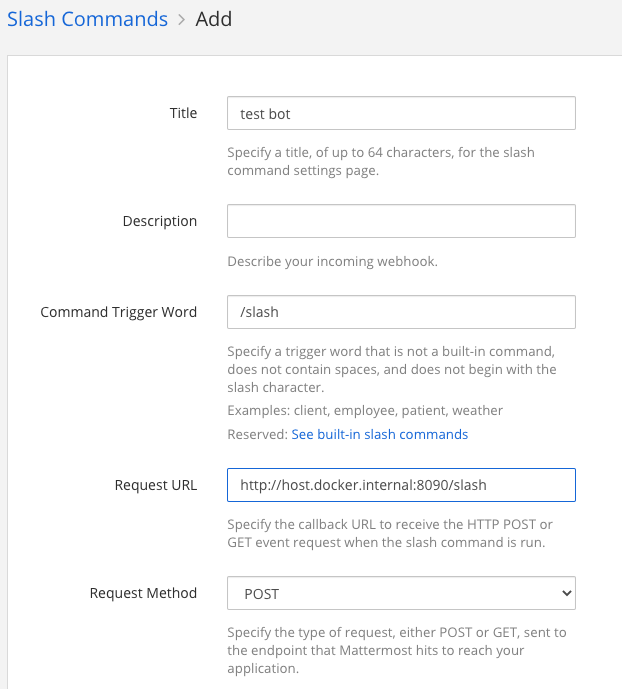 Slash Commands > Add
Title
test bot
Specify a title, of up to 64 characters, for the slash
command settings page.
Description
Describe your incoming webhook.
Command Trigger Word
/slash
Specify a trigger word that is not a built-in command,
does not contain spaces, and does not begin with the
slash character.
Examples: client, employee, patient, weather
Reserved: See built-in slash commands
Request URL
http://host.docker.internal:8090/slash
Specify the callback URL to receive the HTTP POST or
GET event request when the slash command is run.
Request Method
POST
Specify the type of request, either POST or GET, sent to
the endpoint that Mattermost hits to reach your
application.